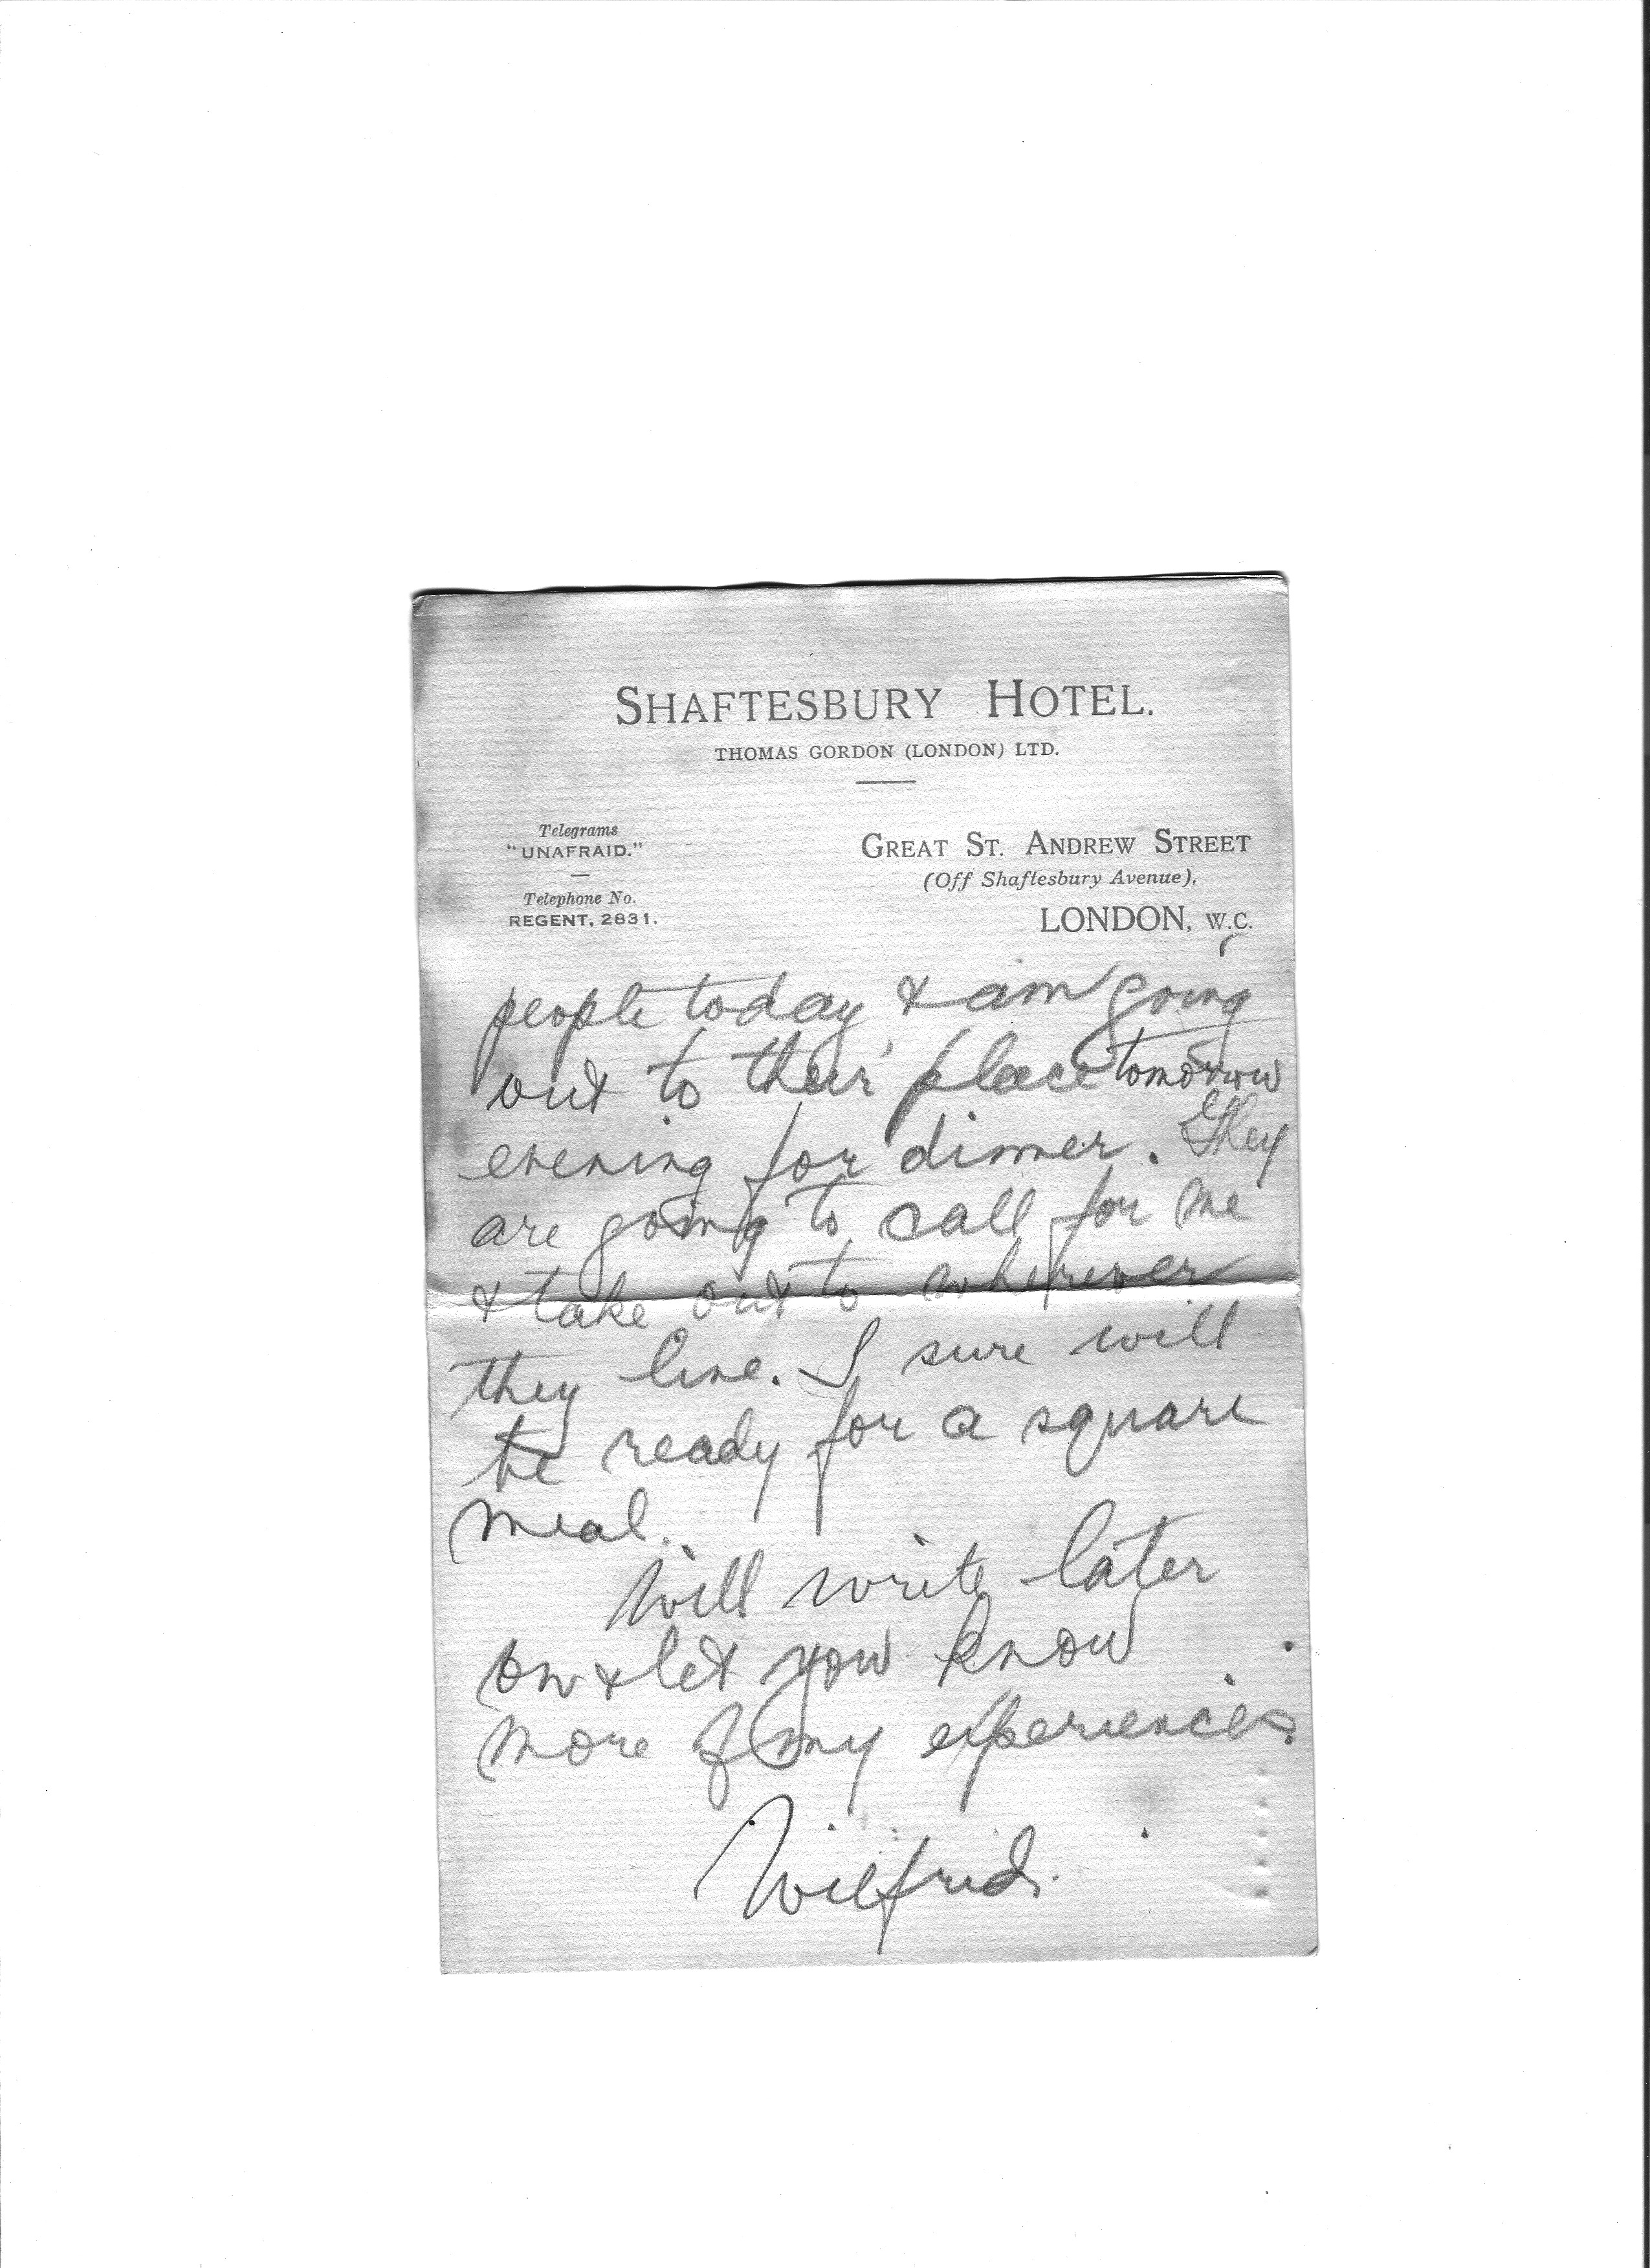 SHAFTESBURY HOTEL.
THOMAS GORDON (LONDON) LTD.
Telegrams
"UNAFRAID."
Telephone No.
REGENT, 2831.
GREAT ST. ANDREW STREET
(Off Shaftesbury Avenue),
LONDON, W.C.
people today & am going
out to their place tomorrow
evening for dinner. They
are going to call for me
& take out to wherever
they live. I sure will
be ready for a square
meal.
Will write later
on & let you know
more of my experiences.
Wilfrid.